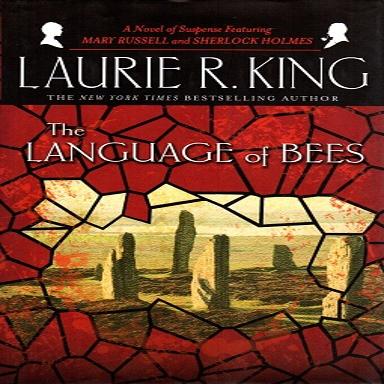 A Novel of Suspense Featuring
MARY RUSSELL and SHERLOCK HOLMES
LAURIE R. KING
THE NEW YORK TIMES BESTSELLING AUTHOR
The
LANGUAGE of BEES